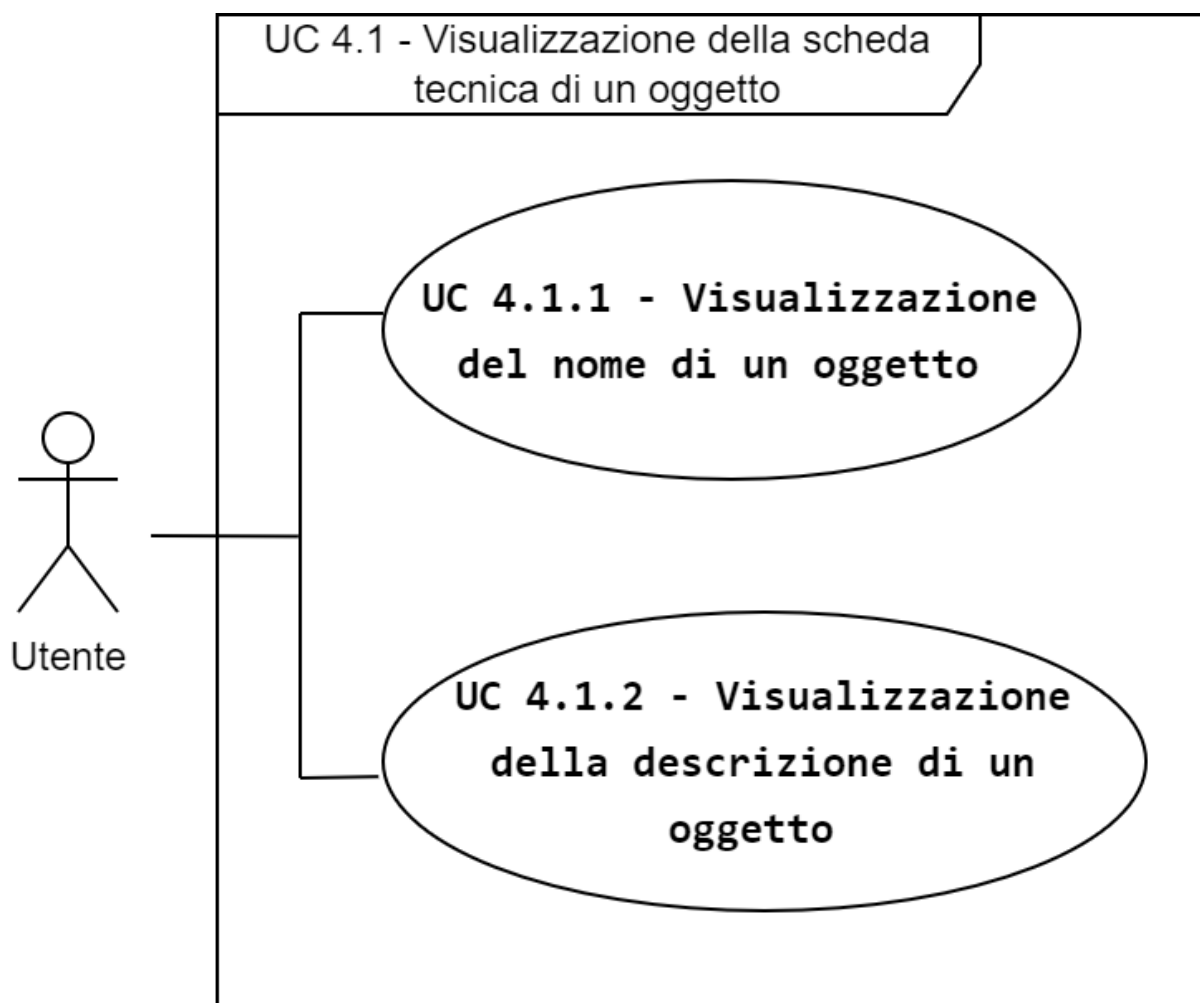 UC 4.1 - Visualizzazione della scheda
tecnica di un oggetto
UC 4.1.1 - Visualizzazione
del nome di un oggetto
Utente
UC 4.1.2 - Visualizzazione
della descrizione di un
oggetto